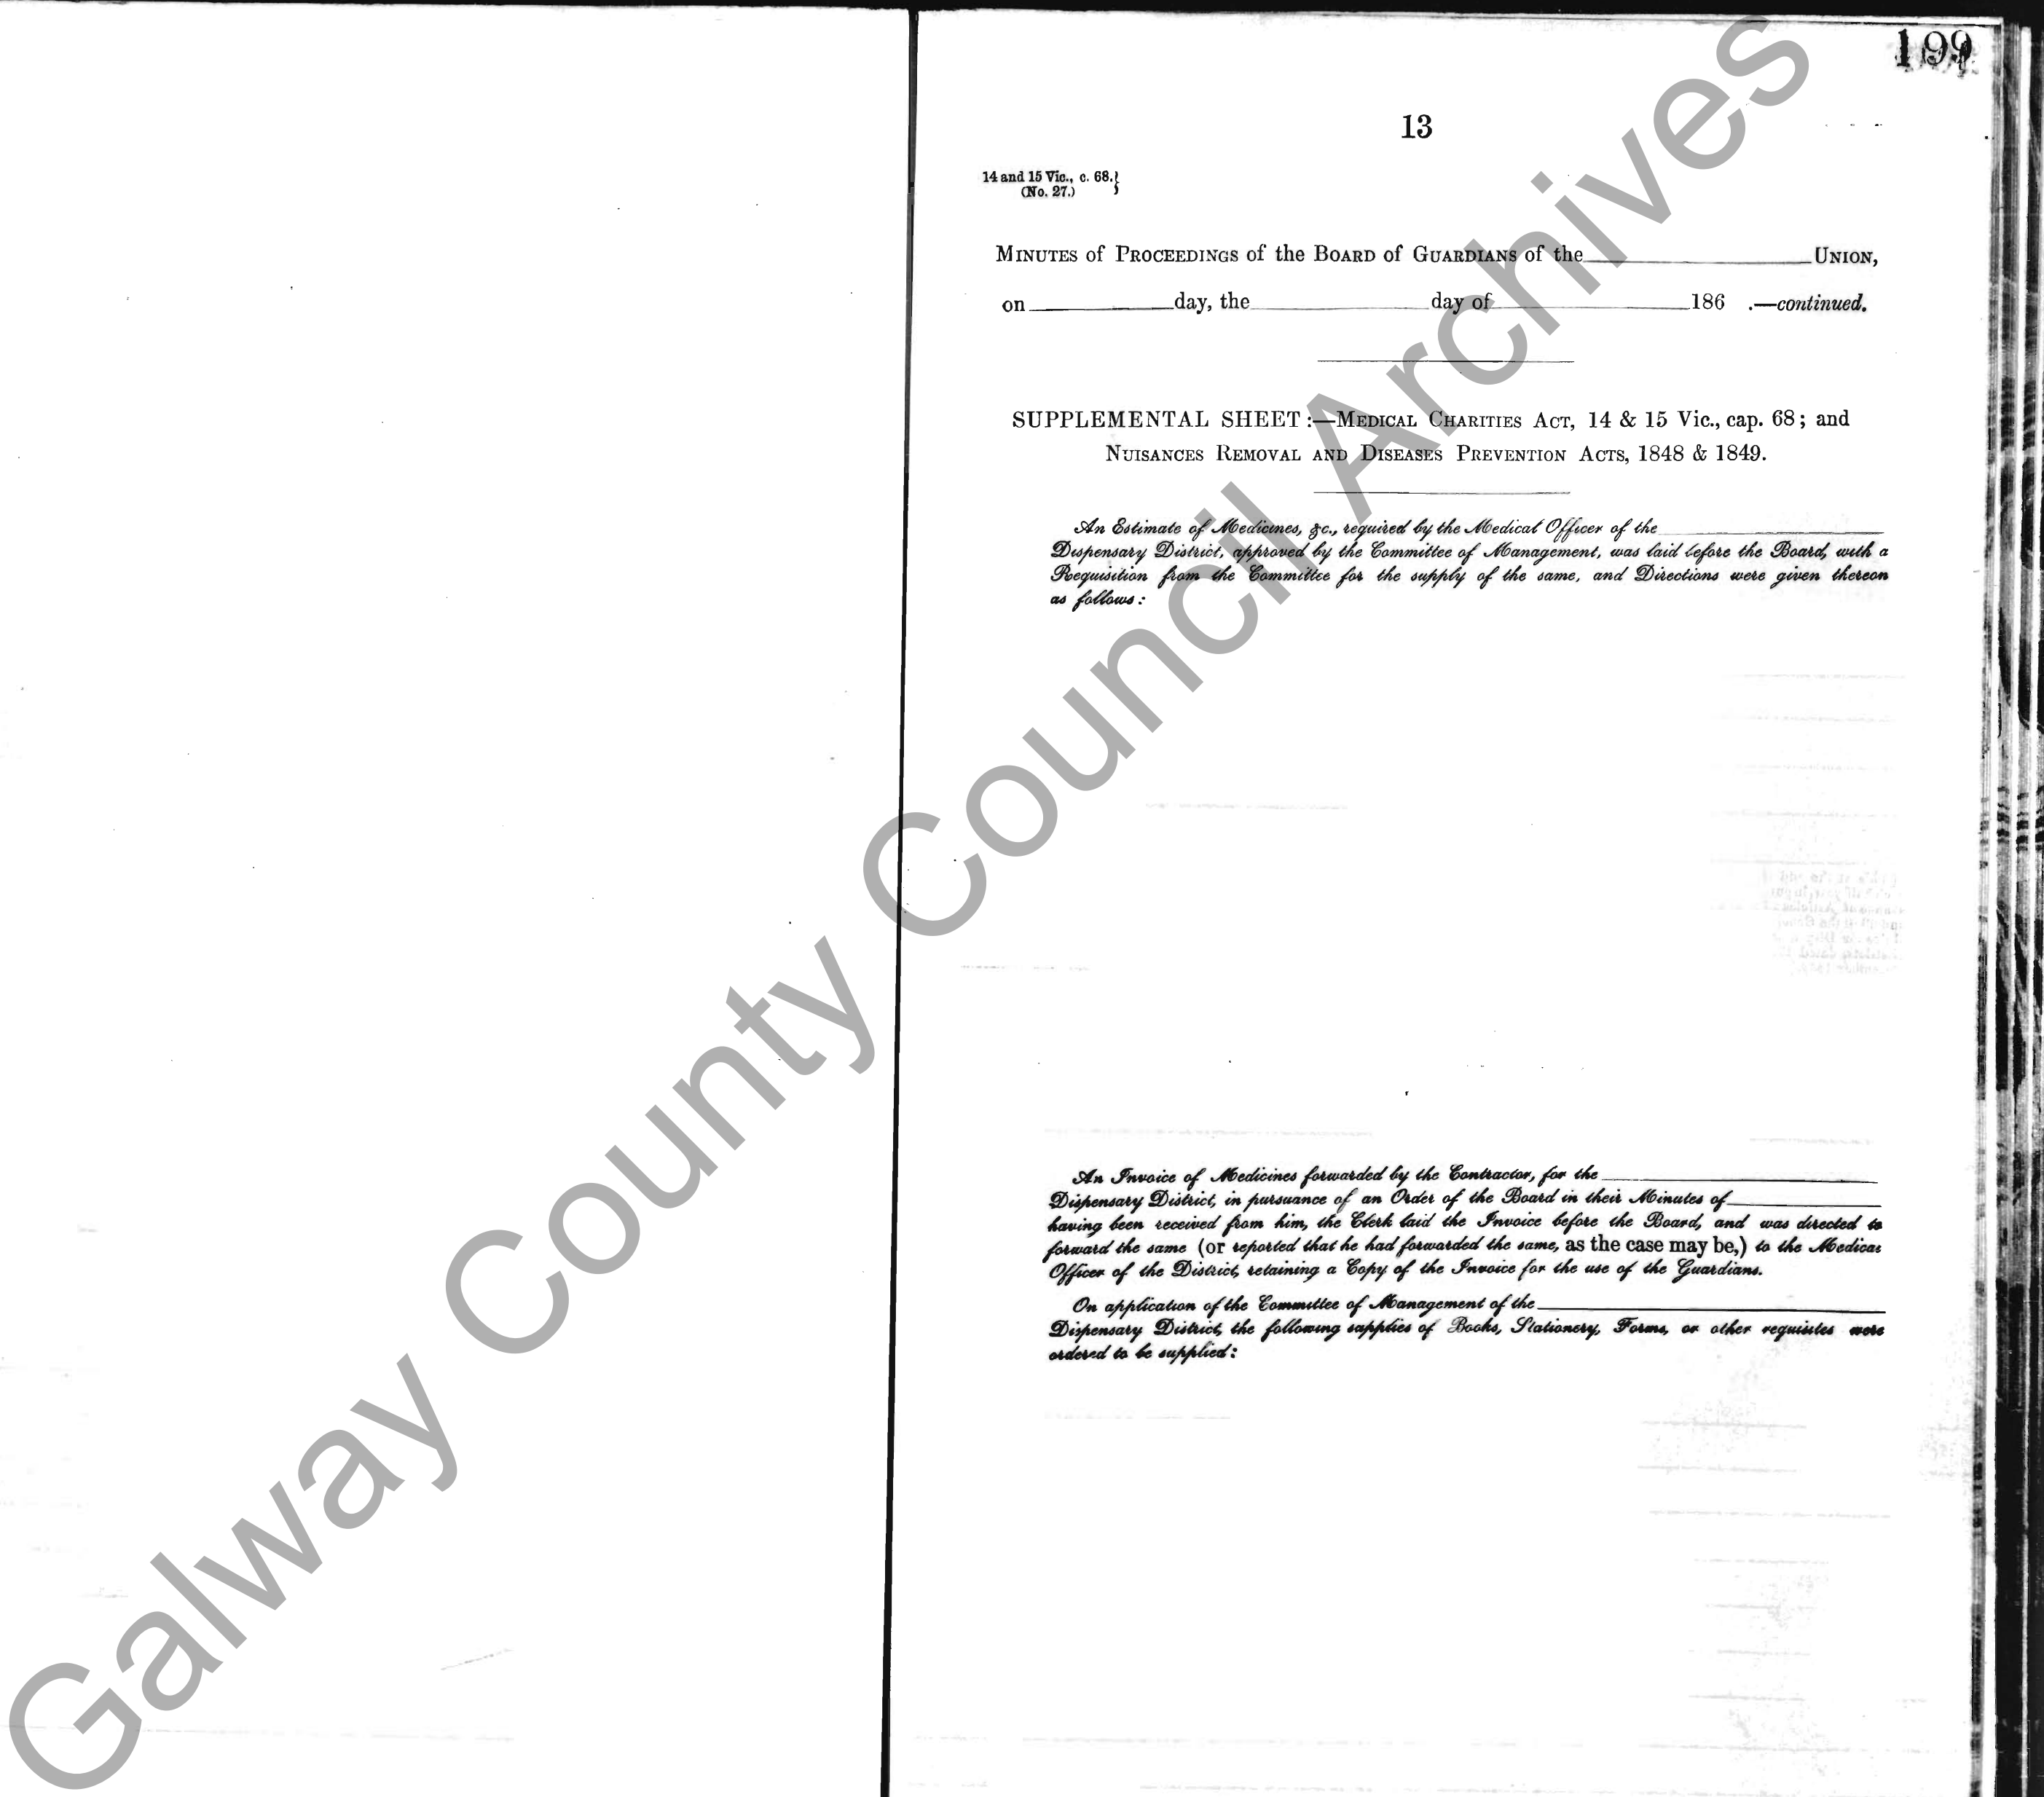 199
13
14 and 15 Vic., c. 68.}
(No. 27.)
MINUTES of PROCEEDINGS of the BOARD of GUARDIANS of the UNION,
on day, the day of 186 .—continued.
SUPPLEMENTAL SHEET:—MEDICAL CHARITIES ACT, 14 & 15 Vic., cap. 68; and
NUISANCES REMOVAL AND DISEASES PREVENTION ACTS, 1848 & 1849.
An Estimate of Medicines, &c., required by the Medical Officer of the
Dispensary District, approved by the Committee of Management, was laid before the Board, with a
Requisition from the Committee for the supply of the same, and Directions were given thereon
as follows:
An Invoice of Medicines forwarded by the Contractor, for the
Dispensary District, in pursuance of an Order of the Board in their Minutes of
having been received from him, the Clerk laid the Invoice before the Board, and was directed to
forward the same (or reported that he had forwarded the same, as the case may be,) to the Medical
Officer of the District, retaining a Copy of the Invoice for the use of the Guardians.
On application of the Committee of Management of the
Dispensary District, the following supplies of Books, Stationery, Forms, or other requisites were
ordered to be supplied:
Galway County Council Archives